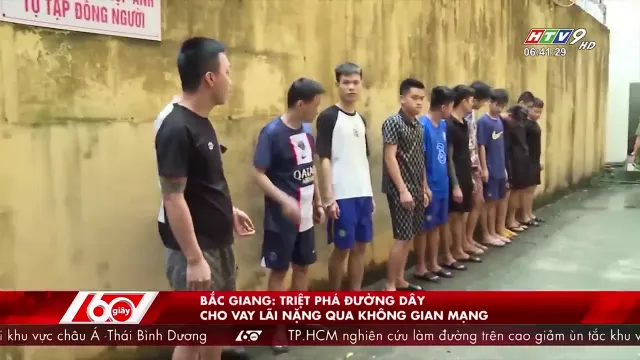 TỰ TẬP ĐÔNG NGƯỜI
HTV9 HD
06:41:29
QATAR
60 giây
BẮC GIANG: TRIỆT PHÁ ĐƯỜNG DÂY
CHO VAY LÃI NẶNG QUA KHÔNG GIAN MẠNG
i khu vực châu Á -Thái Bình Dương
TP.HCM nghiên cứu làm đường trên cao giảm ùn tắc khu